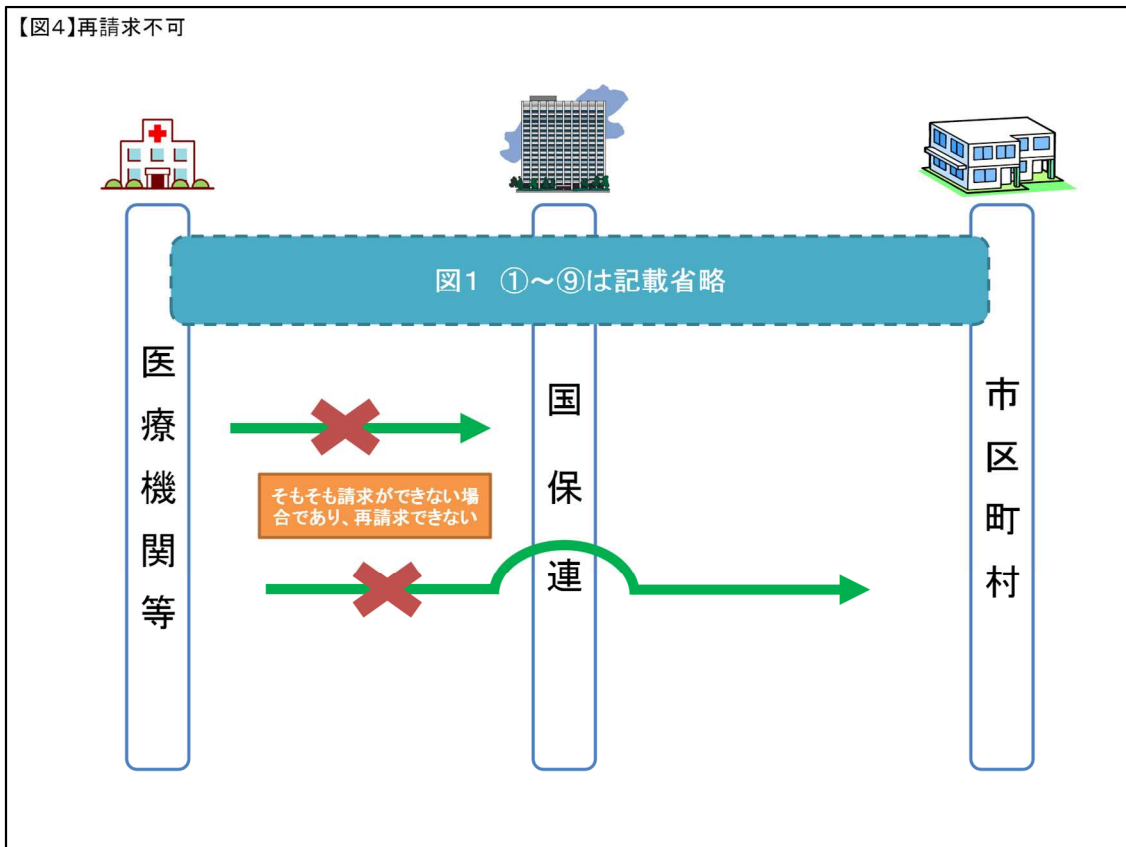 【図4】再請求不可
図1 ①～⑨は記載省略
医療機関等
国保連
市区町村
そもそも請求ができない場
合であり、再請求できない